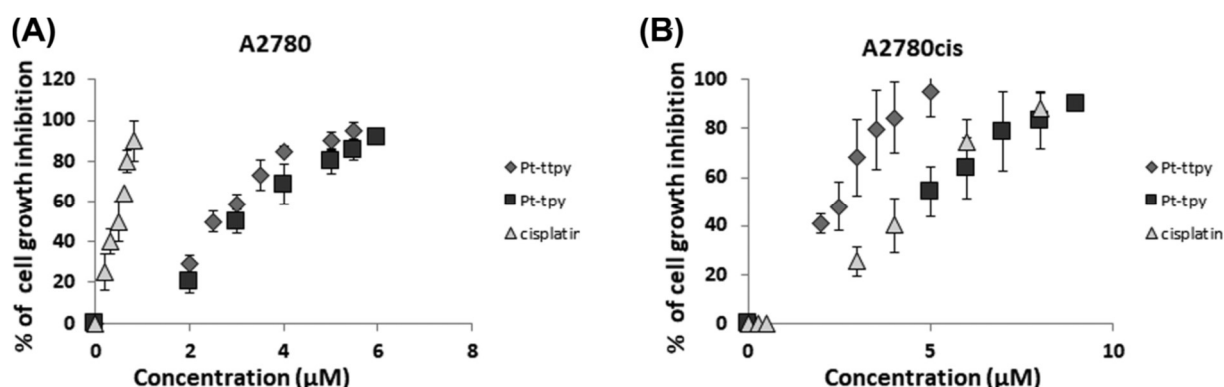 (A)
A2780
% of cell growth inhibition
120
100
80
60
40
20
0
0
2
4
6
8
Concentration (µM)
Pt-ttpy
Pt-tpy
cisplatin
(B)
A2780cis
% of cell growth inhibition
100
80
60
40
20
0
0
5
10
Concentration (µM)
Pt-ttpy
Pt-tpy
cisplatin